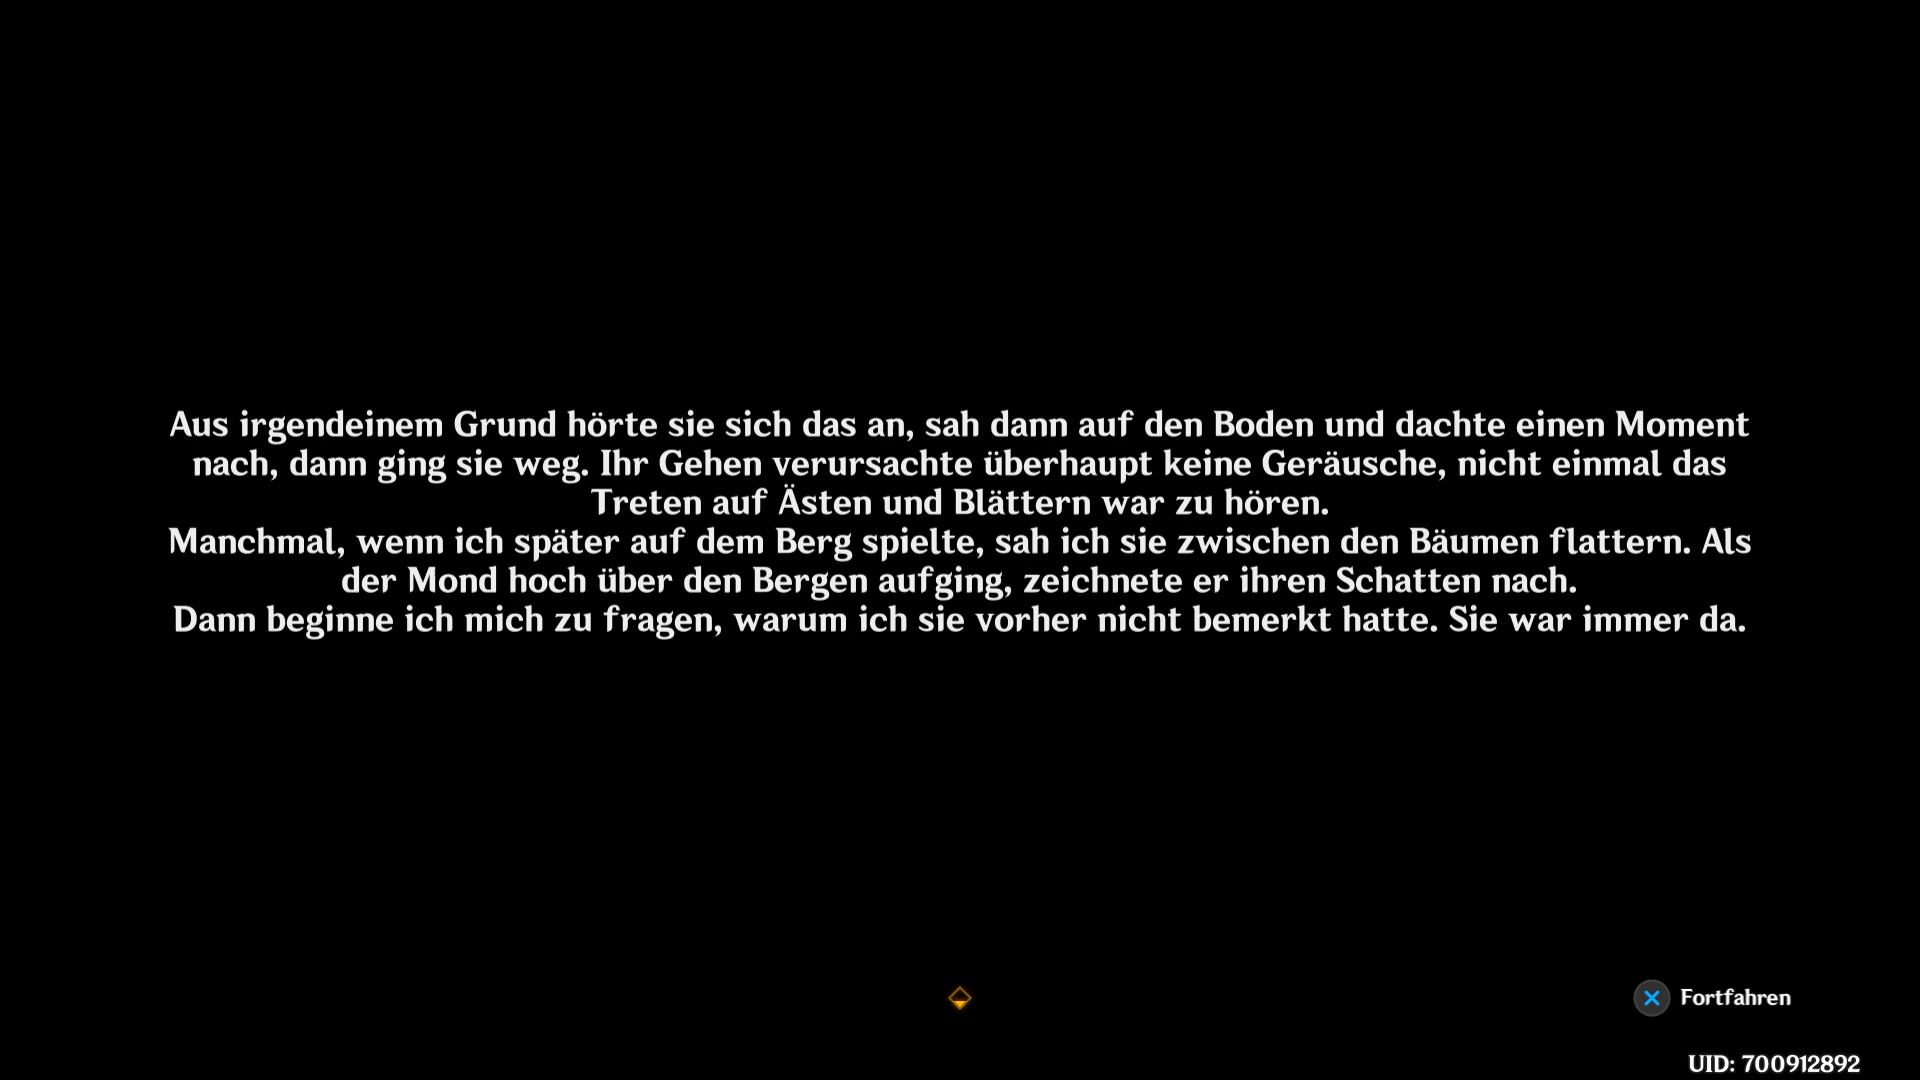 Aus irgendeinem Grund hörte sie sich das an, sah dann auf den Boden und dachte einen Moment
nach, dann ging sie weg. Ihr Gehen verursachte überhaupt keine Geräusche, nicht einmal das
Treten auf Ästen und Blättern war zu hören.
Manchmal, wenn ich später auf dem Berg spielte, sah ich sie zwischen den Bäumen flattern. Als
der Mond hoch über den Bergen aufging, zeichnete er ihren Schatten nach.
Dann beginne ich mich zu fragen, warum ich sie vorher nicht bemerkt hatte. Sie war immer da.
Fortfahren
UID: 700912892